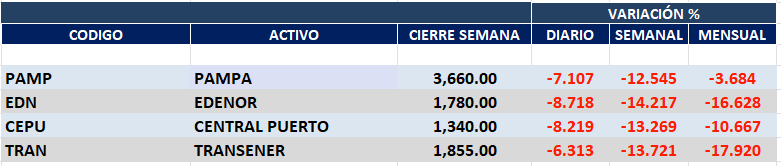 VARIACIÓN %
CODIGO ACTIVO CIERRE SEMANA DIARIO SEMANAL MENSUAL
PAMP PAMPA 3,660.00 -7.107 -12.545 -3.684
EDN EDENOR 1,780.00 -8.718 -14.217 -16.628
CEPU CENTRAL PUERTO 1,340.00 -8.219 -13.269 -10.667
TRAN TRANSENER 1,855.00 -6.313 -13.721 -17.920